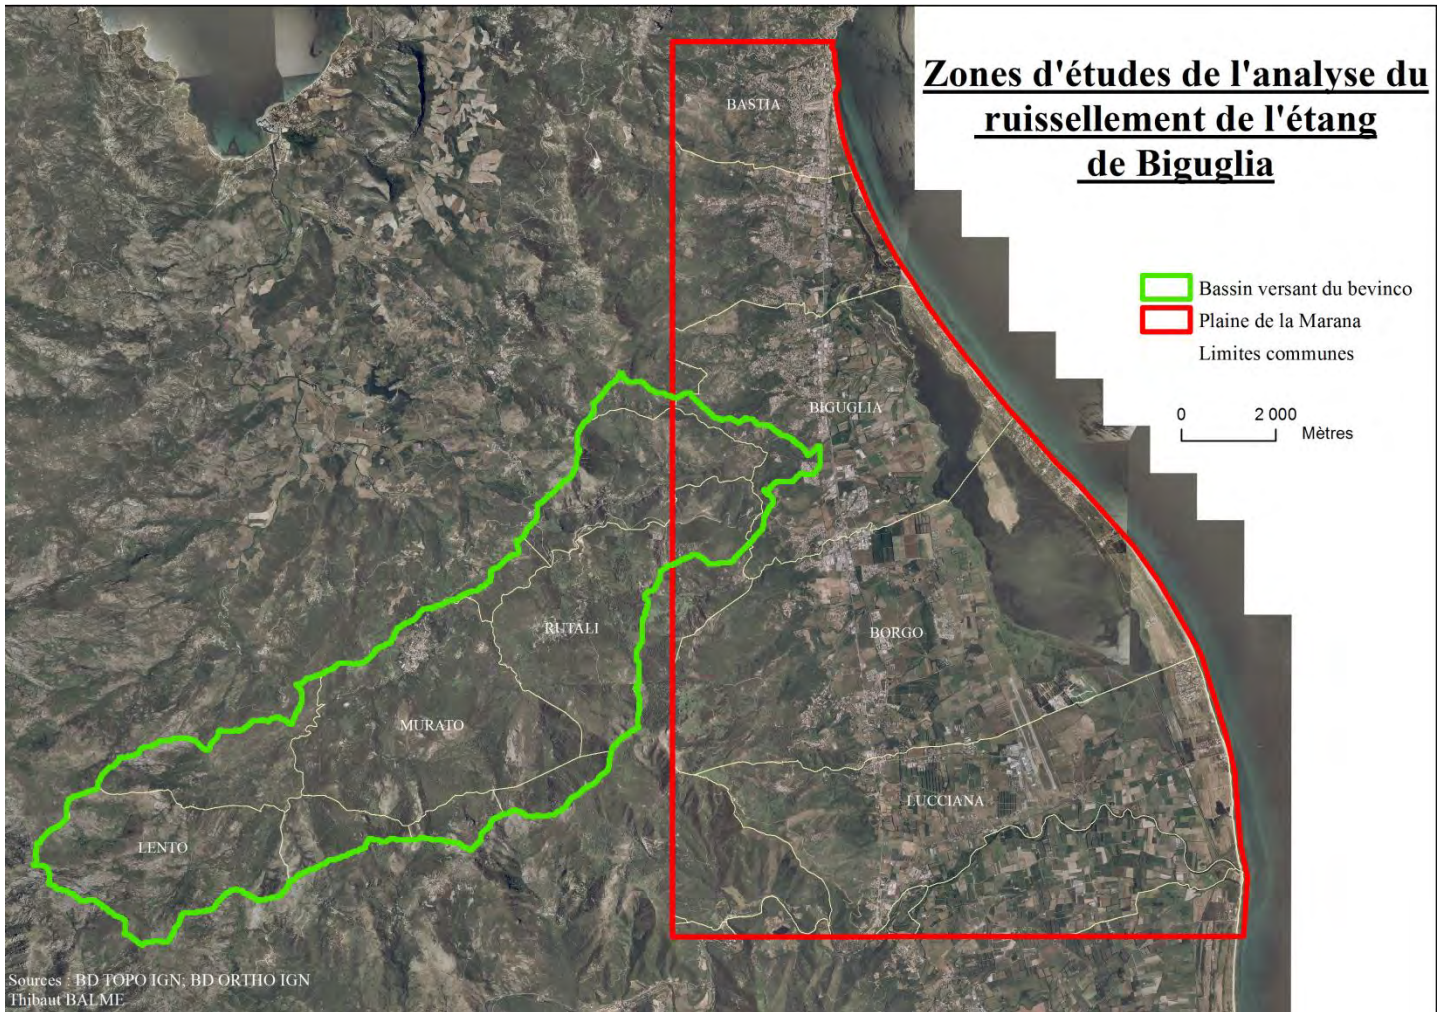 Zones d'études de l'analyse du
ruissellement de l'étang
de Biguglia
Bassin versant du bevinco
Plaine de la Marana
Limites communes
0 2 000
Mètres
BASTIA
BIGUGLIA
RUTALI
BORGO
MURATO
LUCCIANA
LENTO
Sources : BD TOPO IGN; BD ORTHO IGN
Thibaut BALME